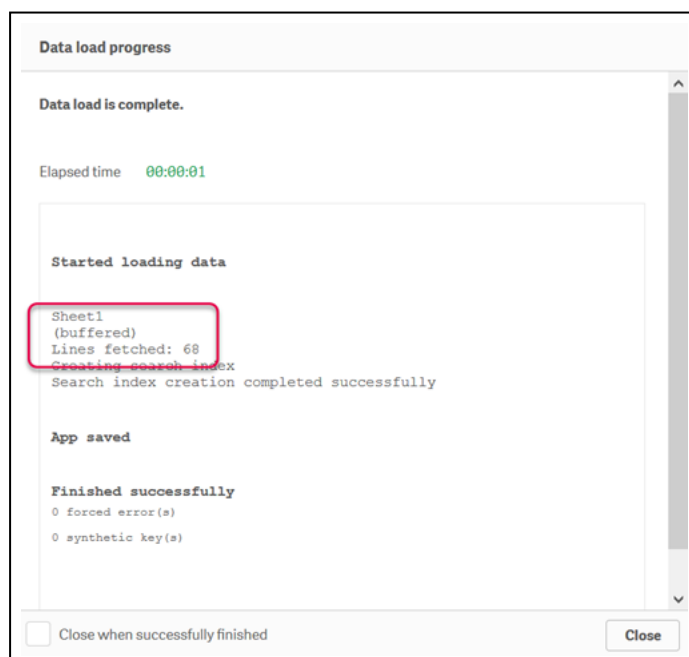 Data load progress
Data load is complete.
Elapsed time 00:00:01
Started loading data
Sheet1
(buffered)
Lines fetched: 68
Creating search index
Search index creation completed successfully
App saved
Finished successfully
0 forced error(s)
0 synthetic key(s)
Close when successfully finished
Close